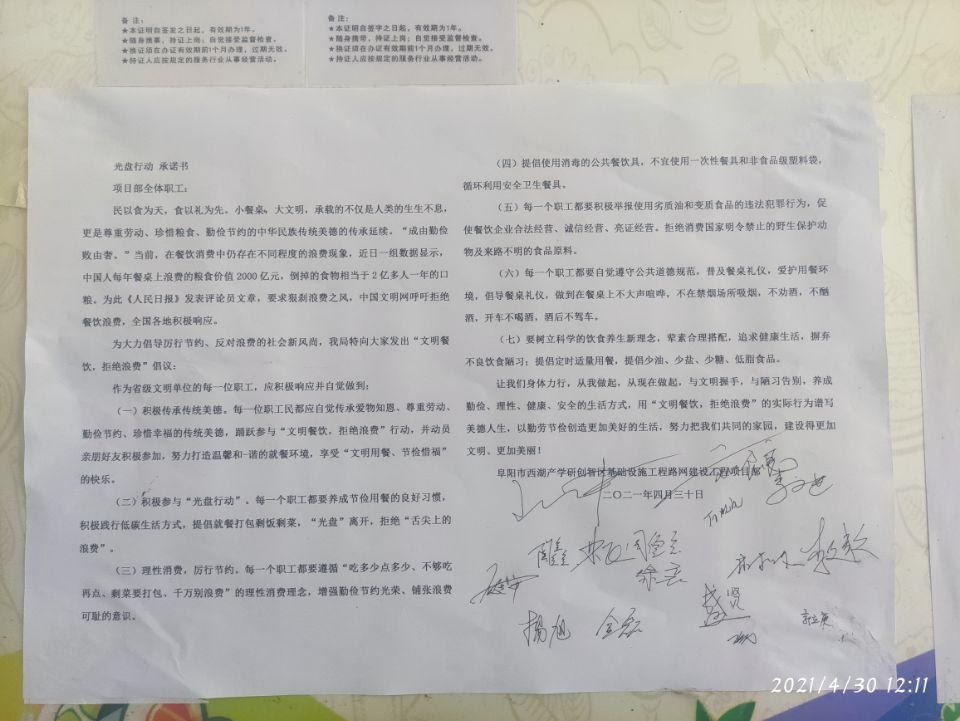 备 注：
★本证明自签发之日起，有效期为1年。
★随身携事，持证上岗；自觉接受监督检查。
★换证须在办证有效期前1个月办理，过期无效。
★持证人应按规定的服务行业从事经营活动。
备 注：
★本证明自签字之日起，有效期为1年。
★随身携带，持证上岗；自觉接受监督检查。
★换证须在办证有效期前1个月办理，过期无效。
★持证人应按规定的服务行业从事经营活动。
光盘行动 承诺书
项目部全体职工：
民以食为天，食以礼为先。小餐桌，大文明，承载的不仅是人类的生生不息，
更是尊重劳动、珍惜粮食、勤俭节约的中华民族传统美德的传承延续。“成由勤俭
败由奢。”当前，在餐饮消费中仍存在不同程度的浪费现象，近日一组数据显示，
中国人每年餐桌上浪费的粮食价值2000亿元，倒掉的食物相当于2亿多人一年的口
粮。为此《人民日报》发表评论员文章，要求狠刹浪费之风，中国文明网呼吁拒绝
餐饮浪费，全国各地积极响应。
为大力倡导厉行节约、反对浪费的社会新风尚，我局特向大家发出“文明餐
饮，拒绝浪费”倡议：
作为省级文明单位的每一位职工，应积极响应并自觉做到：
（一）积极传承传统美德。每一位职工民都应自觉传承爱物知恩、尊重劳动、
勤俭节约、珍惜幸福的传统美德，踊跃参与“文明餐饮，拒绝浪费”行动，并动员
亲朋好友积极参加，努力打造温馨和-谐的就餐环境，享受“文明用餐、节俭惜福”
的快乐。
（二）积极参与“光盘行动”。每一个职工都要养成节俭用餐的良好习惯，
积极践行低碳生活方式，提倡就餐打包剩饭剩菜，“光盘”离开，拒绝“舌尖上的
浪费”。
（三）理性消费，厉行节约。每一个职工都要遵循“吃多少点多少、不够吃
再点、剩菜要打包、千万别浪费”的理性消费理念，增强勤俭节约光荣、铺张浪费
可耻的意识。
（四）提倡使用消毒的公共餐饮具，不宜使用一次性餐具和非食品级塑料袋，
循环利用安全卫生餐具。
（五）每一个职工都要积极举报使用劣质油和变质食品的违法犯罪行为，促
使餐饮企业合法经营、诚信经营、亮证经营。拒绝消费国家明令禁止的野生保护动
物及来路不明的食品原料。
（六）每一个职工都要自觉遵守公共道德规范，普及餐桌礼仪，爱护用餐环
境，倡导餐桌礼仪，做到在餐桌上不大声喧哗，不在禁烟场所吸烟，不劝酒，不酗
酒，开车不喝酒，酒后不驾车。
（七）要树立科学的饮食养生新理念，荤素合理搭配，追求健康生活，摒弃
不良饮食陋习；提倡定时适量用餐，提倡少油、少盐、少糖、低脂食品。
让我们身体力行，从我做起，从现在做起，与文明握手，与陋习告别，养成
勤俭、理性、健康、安全的生活方式，用“文明餐饮，拒绝浪费”的实际行为谱写
美德人生，以勤劳节俭创造更加美好的生活，努力把我们共同的家园，建设得更加
文明、更加美丽！
阜阳市西湖产学研创智区基础设施工程路网建设工程项目部
二〇二一年四月三十日
杨旭 金磊
2021/4/30 12:11